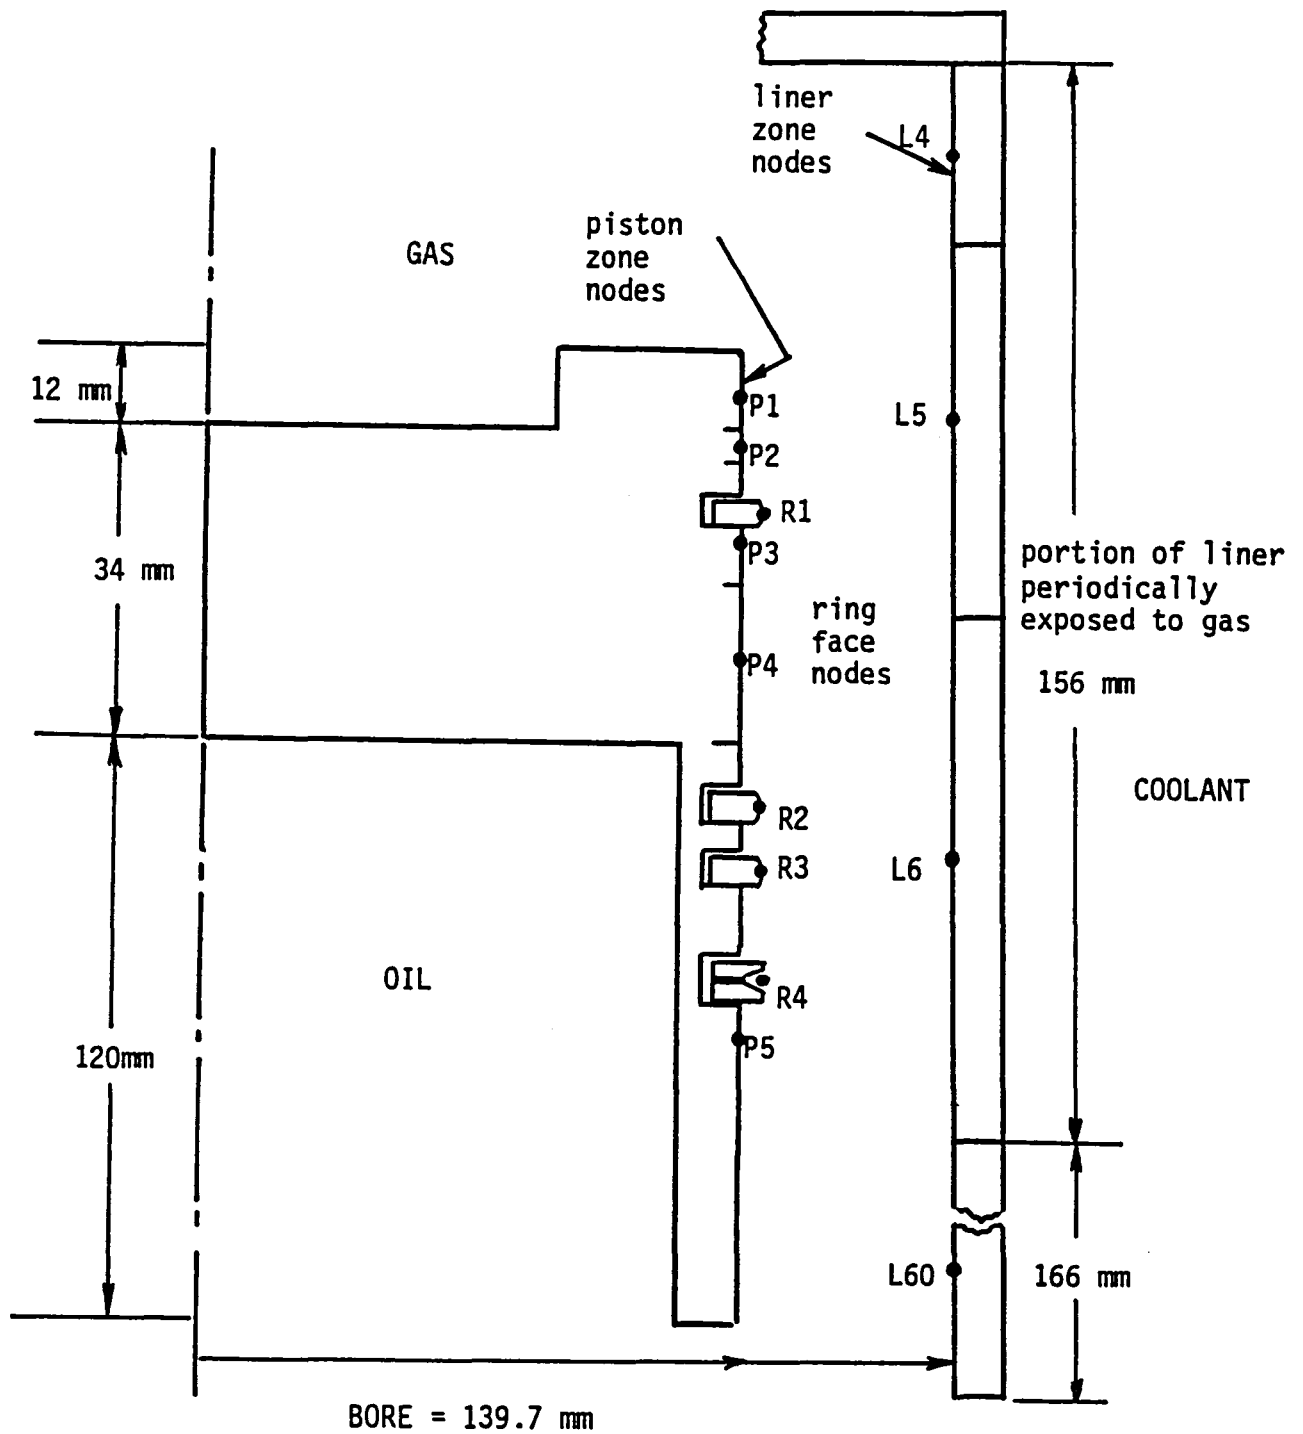 liner
zone
nodes
L4
piston
zone
nodes
GAS
12 mm
P1
L5
P2
R1
P3
34 mm
portion of liner
periodically
exposed to gas
ring
face
nodes
P4
156 mm
COOLANT
R2
R3
L6
OIL
R4
P5
120mm
L60
166 mm
BORE = 139.7 mm